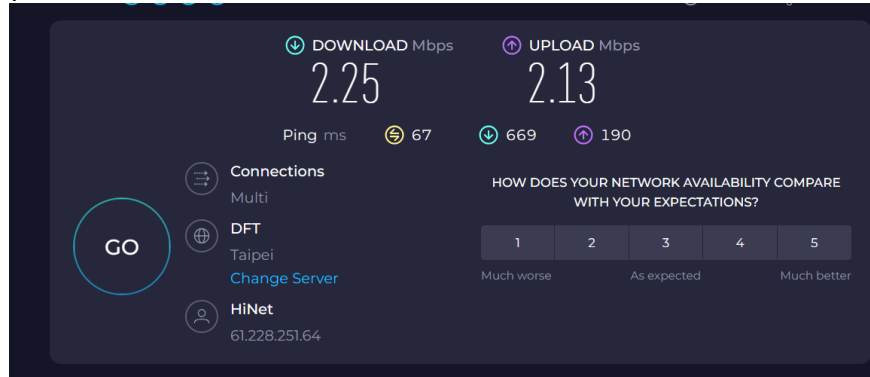 DOWNLOAD Mbps
2.25
UPLOAD Mbps
2.13
Ping ms 67 669 190
Connections
Multi
DFT
Taipei
Change Server
HiNet
61.228.251.64
GO
HOW DOES YOUR NETWORK AVAILABILITY COMPARE
WITH YOUR EXPECTATIONS?
1 2 3 4 5
Much worse As expected Much better